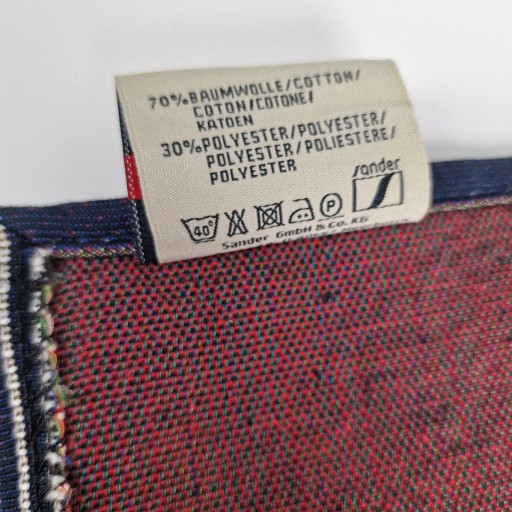 70%BAUMWOLLE/COTTON/
COTON/COTONE/
KATOEN
30%POLYESTER/POLYESTER/
POLYESTER/POLIESTERE/
POLYESTER
sander
40°
P
Sander GmbH & Co. KG